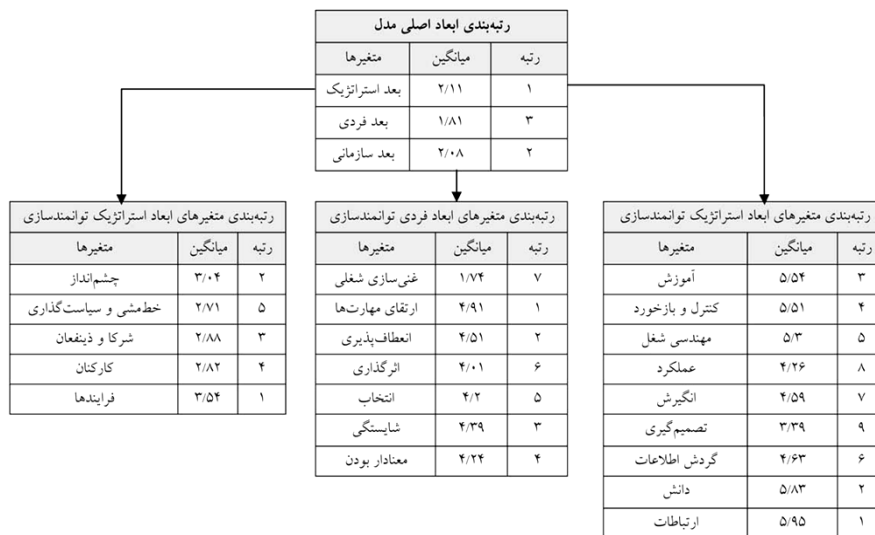 رتبه‌بندی ابعاد اصلی مدل
متغیرها میانگین رتبه
بعد استراتژیک ۲/۱۱ ۱
بعد فردی ۱/۸۱ ۳
بعد سازمانی ۲/۰۸ ۲
رتبه‌بندی متغیرهای ابعاد استراتژیک توانمندسازی
متغیرها میانگین رتبه
آموزش ۵/۵۴ ۳
کنترل و بازخورد ۵/۵۱ ۴
مهندسی شغل ۵/۳ ۵
عملکرد ۴/۲۶ ۸
انگیزش ۴/۵۹ ۷
تصمیم‌گیری ۳/۳۹ ۹
گردش اطلاعات ۴/۶۳ ۶
دانش ۵/۸۳ ۲
ارتباطات ۵/۹۵ ۱
رتبه‌بندی متغیرهای ابعاد فردی توانمندسازی
متغیرها میانگین رتبه
غنی‌سازی شغلی ۱/۷۴ ۷
ارتقای مهارت‌ها ۴/۹۱ ۱
انعطاف‌پذیری ۴/۵۱ ۲
اثرگذاری ۴/۰۱ ۶
انتخاب ۴/۲ ۵
شایستگی ۴/۳۹ ۳
معنادار بودن ۴/۲۴ ۴
رتبه‌بندی متغیرهای ابعاد استراتژیک توانمندسازی
متغیرها میانگین رتبه
چشم‌انداز ۳/۰۴ ۲
خط‌مشی و سیاست‌گذاری ۲/۷۱ ۵
شرکا و ذینفعان ۲/۸۸ ۳
کارکنان ۲/۸۲ ۴
فرایندها ۳/۵۴ ۱